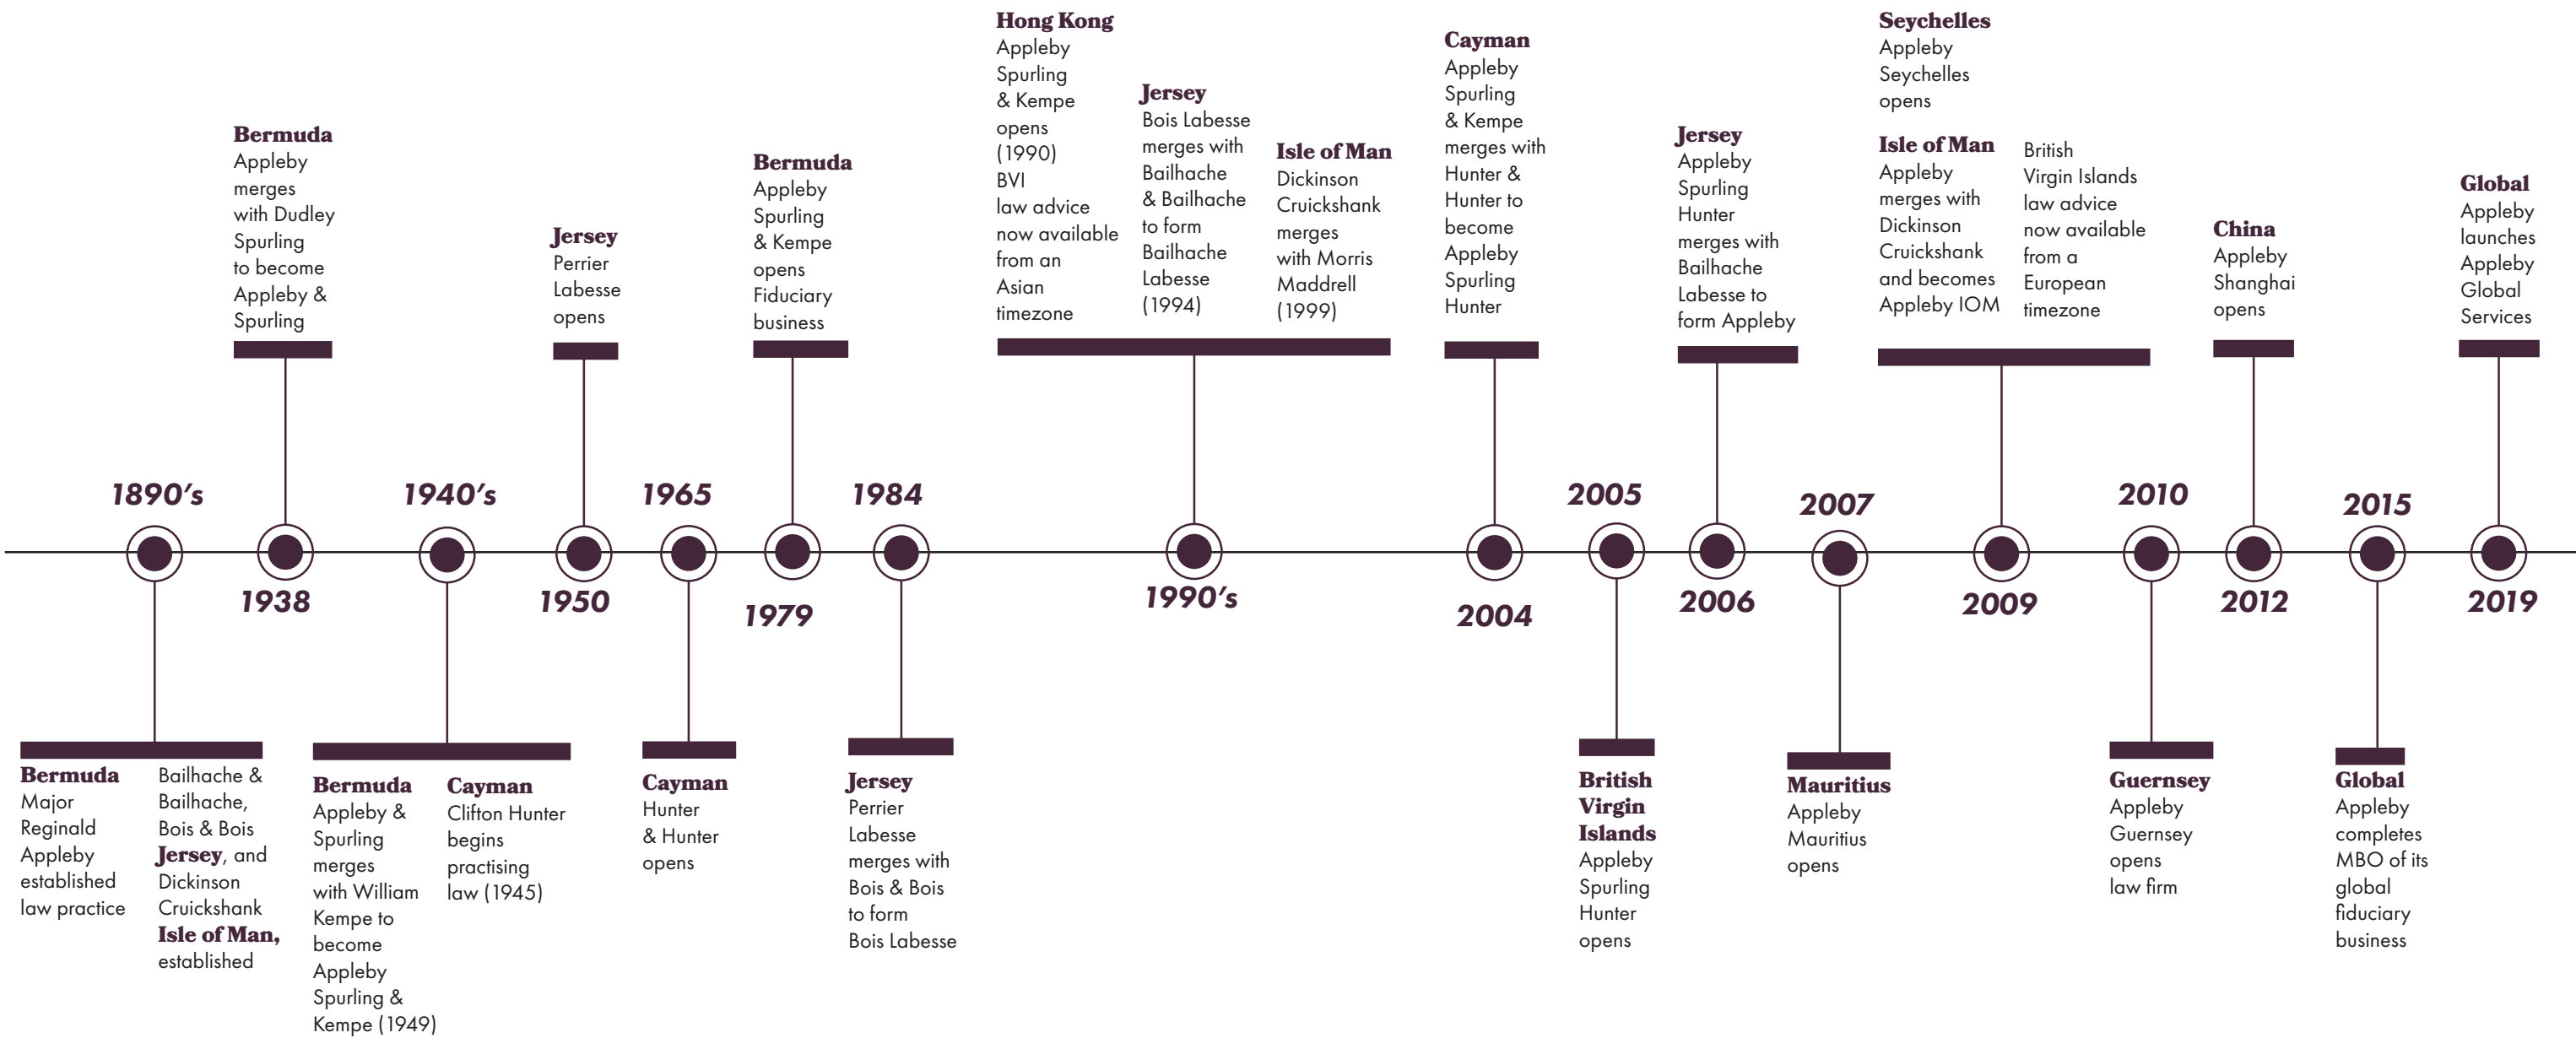 1890's
Bermuda
Major
Reginald
Appleby
established
law practice
Bailhache &
Bailhache,
Bois & Bois
Jersey, and
Dickinson
Cruickshank
Isle of Man,
established
Bermuda
Appleby
merges
with Dudley
Spurling
to become
Appleby &
Spurling
1938
1940's
Bermuda
Appleby &
Spurling
merges
with William
Kempe to
become
Appleby
Spurling &
Kempe (1949)
Cayman
Clifton Hunter
begins
practising
law (1945)
Jersey
Perrier
Labesse
opens
1950
1965
Cayman
Hunter
& Hunter
opens
Bermuda
Appleby
Spurling
& Kempe
opens
Fiduciary
business
1979
1984
Jersey
Perrier
Labesse
merges with
Bois & Bois
to form
Bois Labesse
Hong Kong
Appleby
Spurling
& Kempe
opens
(1990)
BVI
law advice
now available
from an
Asian
timezone
Jersey
Bois Labesse
merges with
Bailhache
& Bailhache
to form
Bailhache
Labesse
(1994)
Isle of Man
Dickinson
Cruickshank
merges
with Morris
Maddrell
(1999)
1990's
Cayman
Appleby
Spurling
& Kempe
merges with
Hunter &
Hunter to
become
Appleby
Spurling
Hunter
2004
2005
British
Virgin
Islands
Appleby
Spurling
Hunter
opens
Jersey
Appleby
Spurling
Hunter
merges with
Bailhache
Labesse to
form Appleby
2006
2007
Mauritius
Appleby
Mauritius
opens
Seychelles
Appleby
Seychelles
opens
Isle of Man
Appleby
merges with
Dickinson
Cruickshank
and becomes
Appleby IOM
British
Virgin Islands
law advice
now available
from a
European
timezone
2009
2010
Guernsey
Appleby
Guernsey
opens
law firm
China
Appleby
Shanghai
opens
2012
2015
Global
Appleby
completes
MBO of its
global
fiduciary
business
Global
Appleby
launches
Appleby
Global
Services
2019